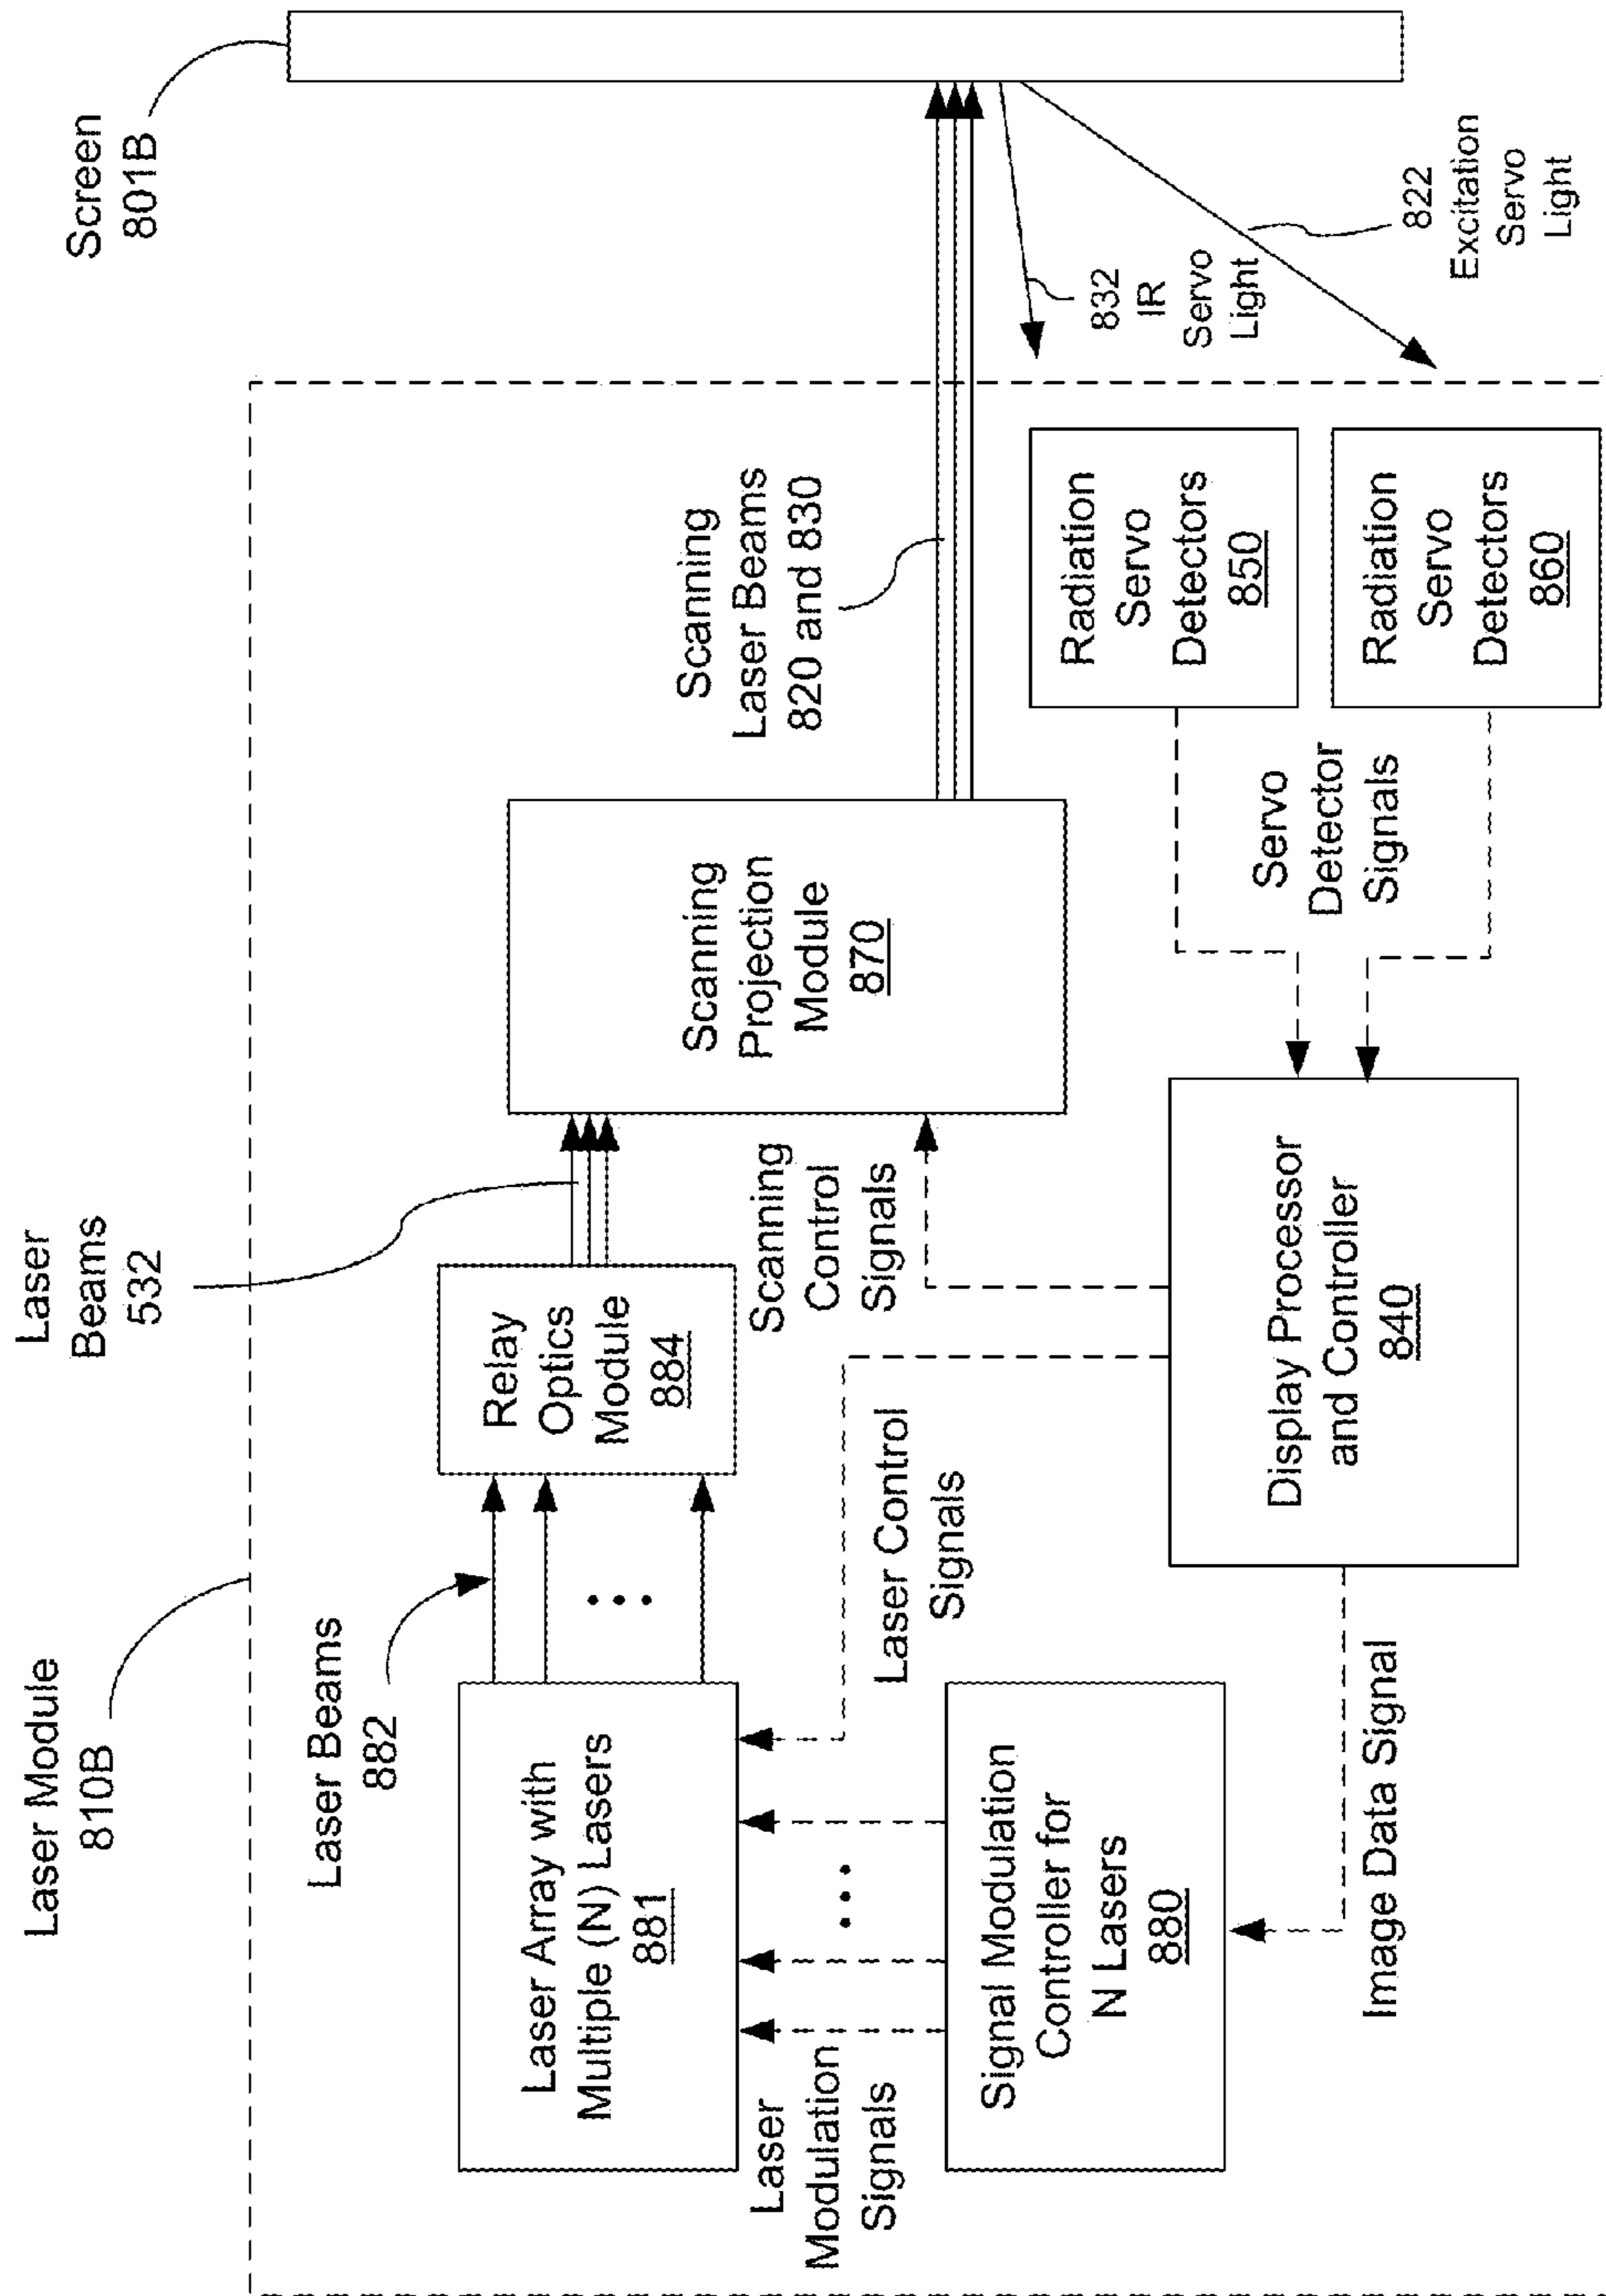 Laser Module
810B
Laser
Beams
532
Screen
801B
Laser Beams
882
Laser Array with
Multiple (N) Lasers
881
Relay
Optics
Module
884
Scanning
Projection
Module
870
Scanning
Laser Beams
820 and 830
832
IR
Servo
Light
822
Excitation
Servo
Light
Laser
Modulation
Signals
Laser Control
Signals
Scanning
Control
Signals
Signal Modulation
Controller for
N Lasers
880
Display Processor
and Controller
840
Servo
Detector
Signals
Radiation
Servo
Detectors
850
Radiation
Servo
Detectors
860
Image Data Signal